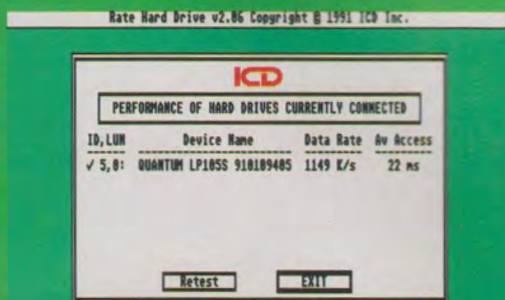 Rate Hard Drive v2.06 Copyright © 1991 ICD Inc.
ICD
PERFORMANCE OF HARD DRIVES CURRENTLY CONNECTED
ID,LUN Device Name Data Rate Av Access
✓ 5,0: QUANTUM LP105S 910109405 1149 K/s 22 ms
Retest EXIT